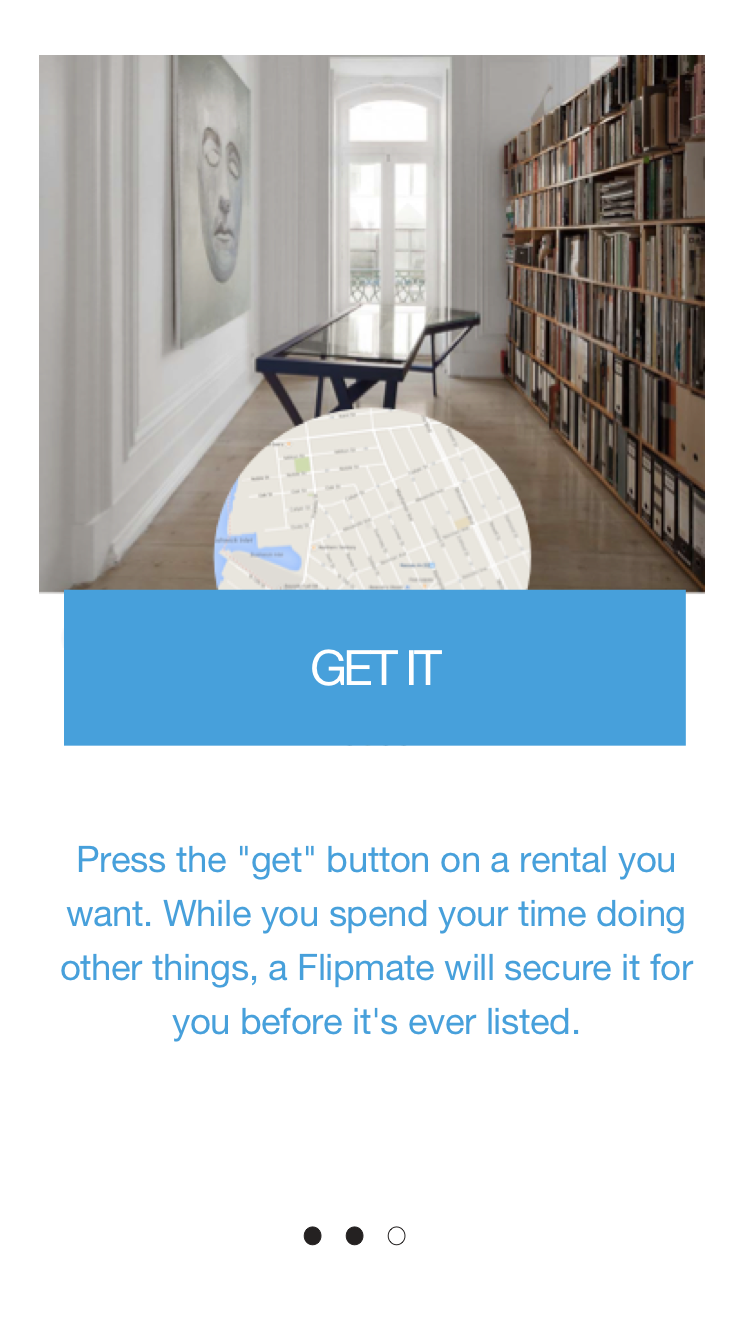 GET IT
Press the "get" button on a rental you
want. While you spend your time doing
other things, a Flipmate will secure it for
you before it's ever listed.